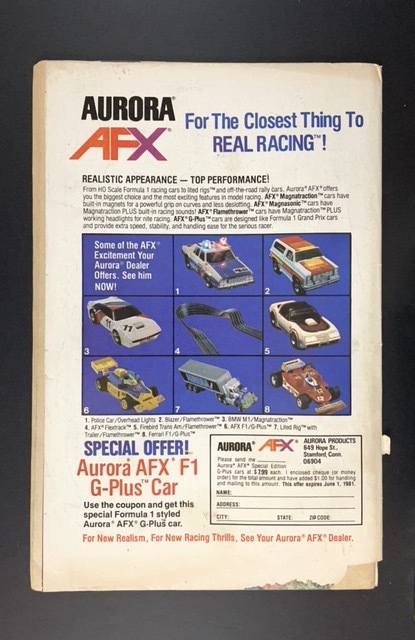 AURORA®
AFX®
For The Closest Thing To
REAL RACING™!
REALISTIC APPEARANCE — TOP PERFORMANCE!
From HO Scale Formula 1 racing cars to lited rigs™ and off-the-road rally cars, Aurora® AFX® offers
you the biggest choice and the most exciting features in model racing. AFX® Magnatraction™ cars have
built-in magnets for a powerful grip on curves and less deslotting. AFX® Magnasonic™ cars have
Magnatraction PLUS built-in racing sounds! AFX® Flamethrower™ cars have Magnatraction™ PLUS
working headlights for nite racing. AFX® G-Plus™ cars are designed like Formula 1 Grand Prix cars
and provide extra speed, stability, and handling ease for the serious racer.
Some of the AFX®
Excitement Your
Aurora® Dealer
Offers. See him
NOW!
1
2
3
4
5
6
7
8
1. Police Car/Overhead Lights 2. Blazer/Flamethrower™ 3. BMW M1/Magnatraction™
4. AFX® Flextrack™ 5. Firebird Trans Am/Flamethrower™ 6. AFX F1/G-Plus™ 7. Lited Rig™ with
Trailer/Flamethrower™ 8. Ferrari F1/G-Plus™
SPECIAL OFFER!
Aurora® AFX® F1
G-Plus™ Car
Use the coupon and get this
special Formula 1 styled
Aurora® AFX® G-Plus™ car.
AURORA® AFX®
AURORA PRODUCTS
649 Hope St.,
Stamford, Conn.
06904
Please send me
Aurora® AFX® Special Edition
G-Plus cars at $7.99 each. I enclosed cheque (or money
order) for the total amount and have added $1.00 for handling
and mailing to this amount. This offer expires June 1, 1981.
NAME:
ADDRESS:
CITY: STATE: ZIP CODE:
For New Realism, For New Racing Thrills, See Your Aurora® AFX® Dealer.